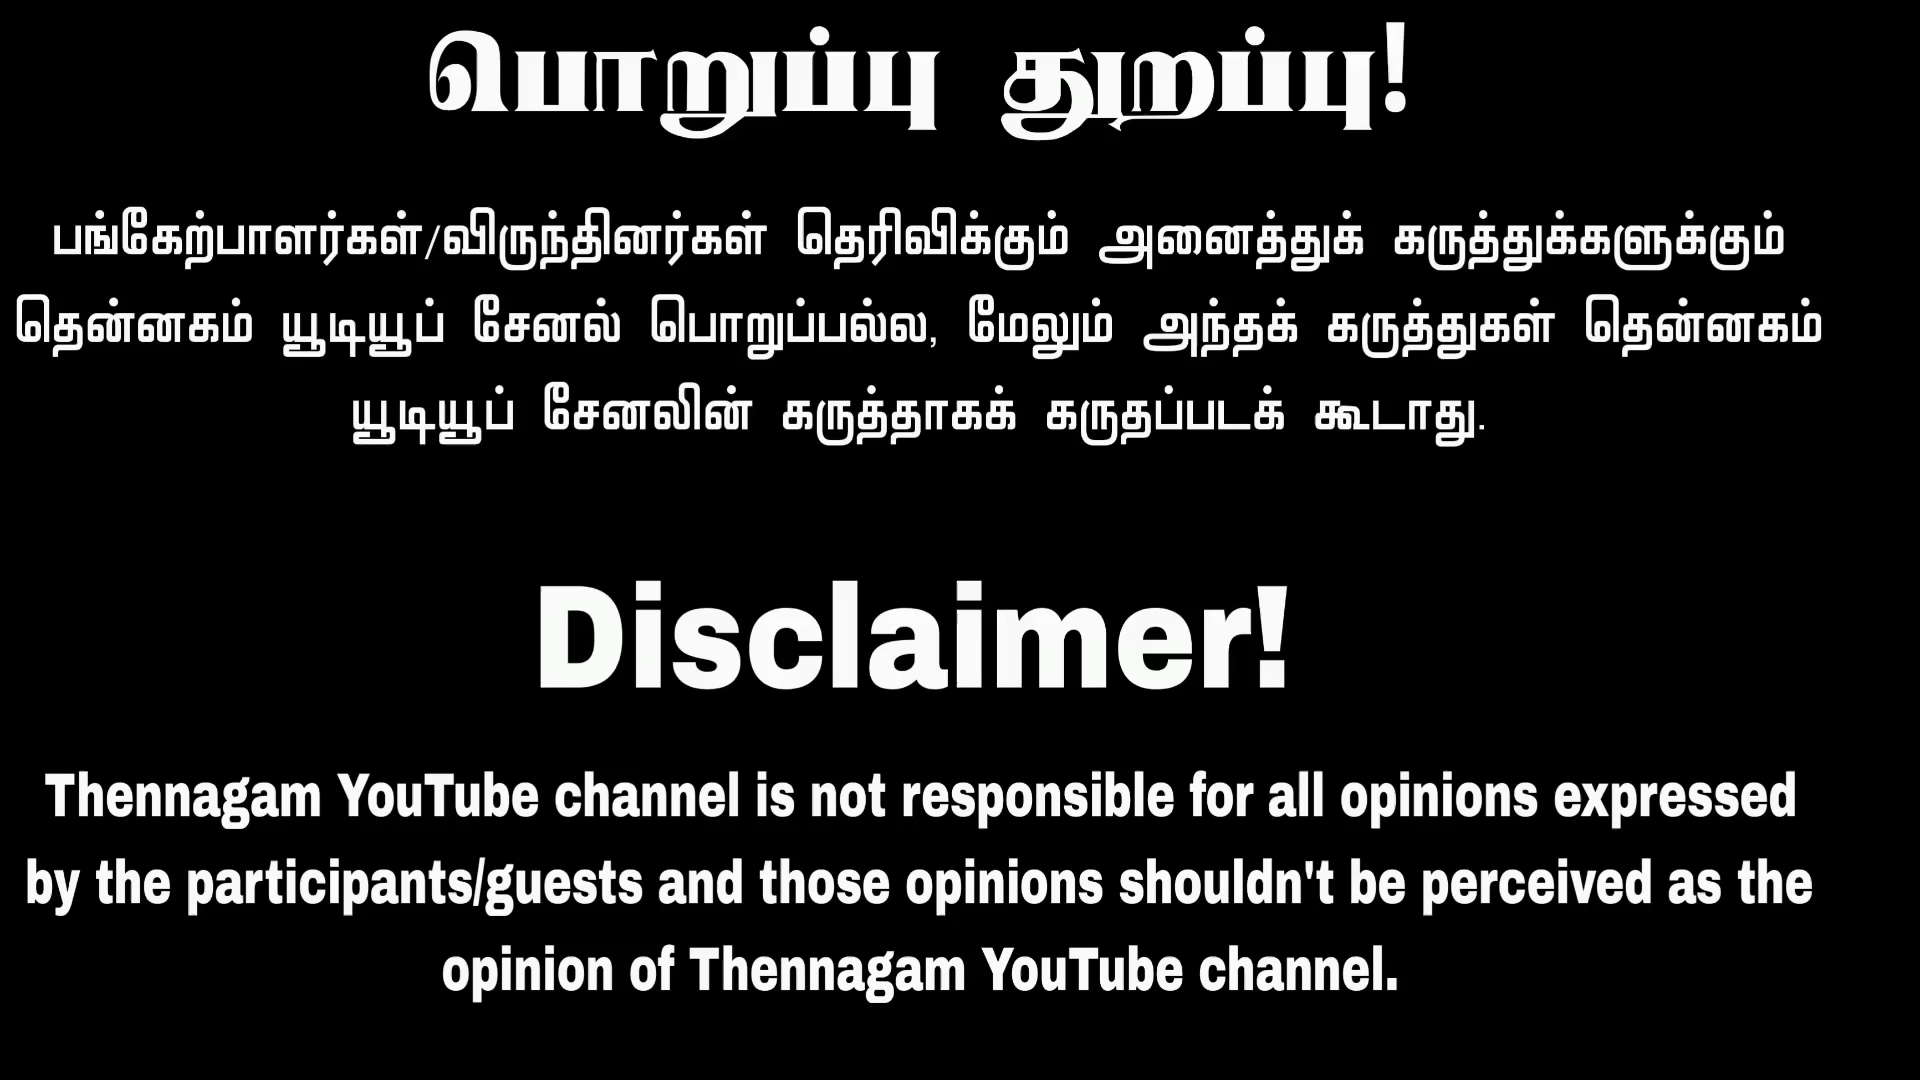 பொறுப்பு துறப்பு!
பங்கேற்பாளர்கள்/விருந்தினர்கள் தெரிவிக்கும் அனைத்துக் கருத்துக்களுக்கும்
தென்னகம் யூடியூப் சேனல் பொறுப்பல்ல, மேலும் அந்தக் கருத்துகள் தென்னகம்
யூடியூப் சேனலின் கருத்தாகக் கருதப்படக் கூடாது.
Disclaimer!
Thennagam YouTube channel is not responsible for all opinions expressed
by the participants/guests and those opinions shouldn't be perceived as the
opinion of Thennagam YouTube channel.